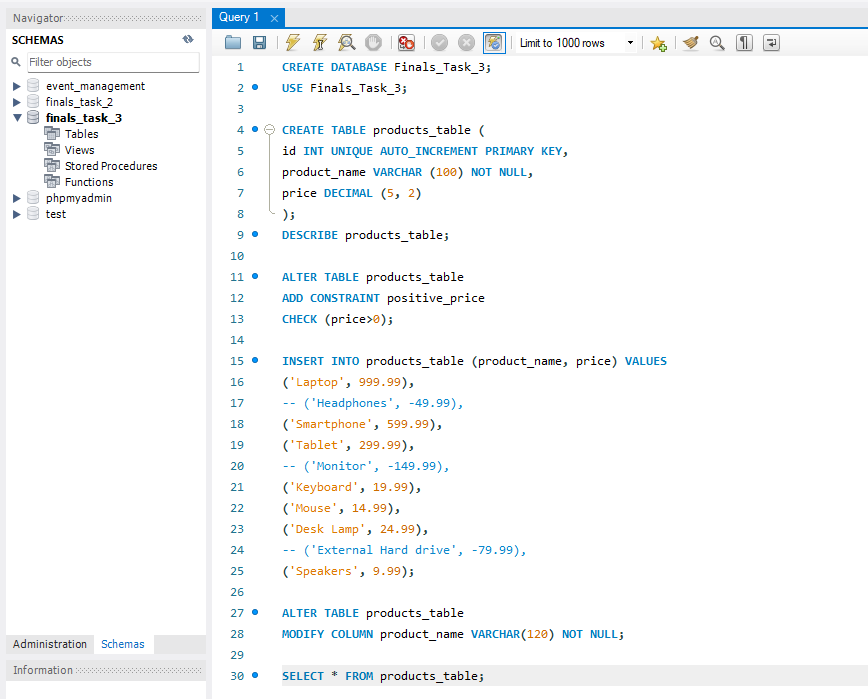 Navigator
SCHEMAS
Filter objects
event_management
finals_task_2
finals_task_3
Tables
Views
Stored Procedures
Functions
phpmyadmin
test
Administration Schemas
Information
Query 1
Limit to 1000 rows
1 CREATE DATABASE Finals_Task_3;
2 USE Finals_Task_3;
3
4 CREATE TABLE products_table (
5 id INT UNIQUE AUTO_INCREMENT PRIMARY KEY,
6 product_name VARCHAR (100) NOT NULL,
7 price DECIMAL (5, 2)
8 );
9 DESCRIBE products_table;
10
11 ALTER TABLE products_table
12 ADD CONSTRAINT positive_price
13 CHECK (price>0);
14
15 INSERT INTO products_table (product_name, price) VALUES
16 ('Laptop', 999.99),
17 -- ('Headphones', -49.99),
18 ('Smartphone', 599.99),
19 ('Tablet', 299.99),
20 -- ('Monitor', -149.99),
21 ('Keyboard', 19.99),
22 ('Mouse', 14.99),
23 ('Desk Lamp', 24.99),
24 -- ('External Hard drive', -79.99),
25 ('Speakers', 9.99);
26
27 ALTER TABLE products_table
28 MODIFY COLUMN product_name VARCHAR(120) NOT NULL;
29
30 SELECT * FROM products_table;